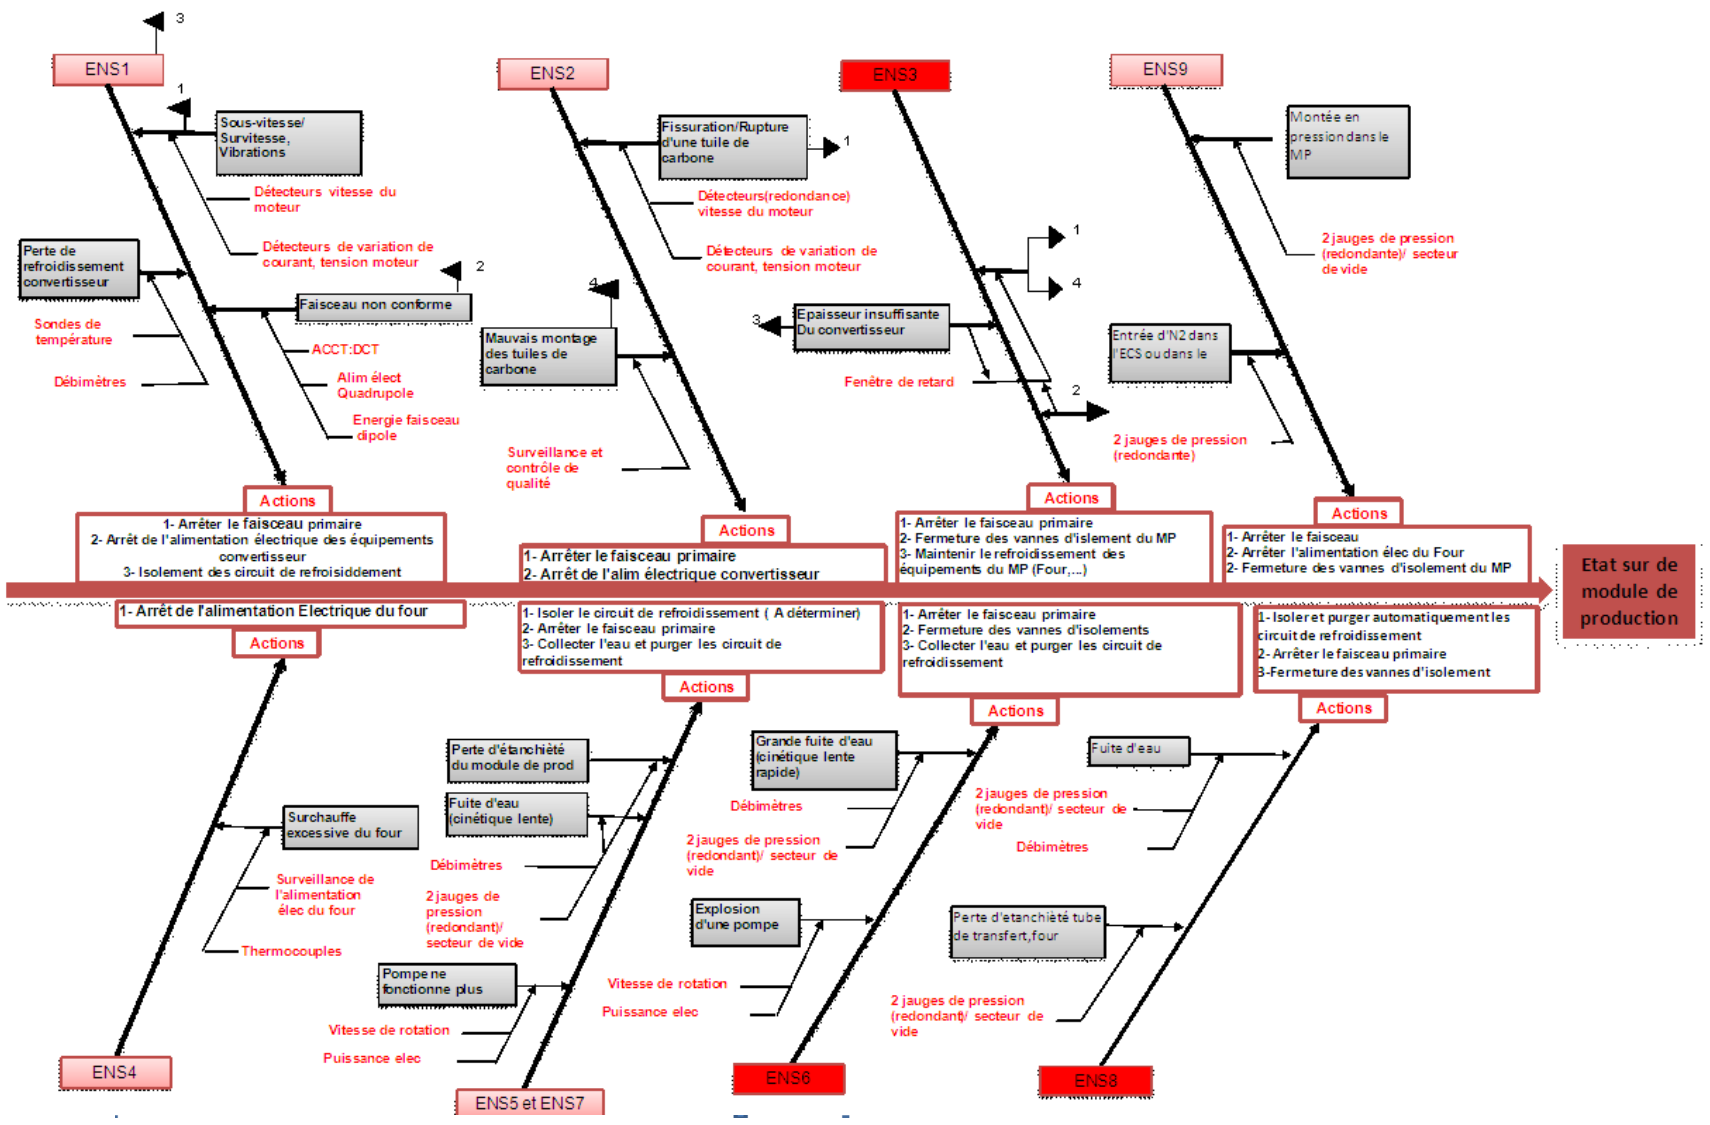 3
ENS1
1
Sous-vitesse/
Survitesse,
Vibrations
Détecteurs vitesse du
moteur
Détecteurs de variation de
courant, tension moteur
Perte de
refroidissement
convertisseur
Sondes de
température
Débimètres
2
Faisceau non conforme
ACCT:DCT
Alim élect
Quadrupole
Energie faisceau
dipole
Actions
1- Arrêter le faisceau primaire
2- Arrêt de l'alimentation électrique des équipements
convertisseur
3- Isolement des circuit de refroisiddement
ENS2
Fissuration/Rupture
d'une tuile de
carbone
1
Détecteurs(redondance)
vitesse du moteur
Détecteurs de variation de
courant, tension moteur
4
Mauvais montage
des tuiles de
carbone
Surveillance et
contrôle de
qualité
Actions
1- Arrêter le faisceau primaire
2- Arrêt de l'alim électrique convertisseur
ENS3
1
4
3
Epaisseur insuffisante
Du convertisseur
Fenêtre de retard
2
Actions
1- Arrêter le faisceau primaire
2- Fermeture des vannes d'islement du MP
3- Maintenir le refroidissement des
équipements du MP (Four,...)
ENS9
Montée en
pression dans le
MP
2 jauges de pression
(redondante)/ secteur
de vide
Entrée d'N2 dans
l'ECS ou dans le
2 jauges de pression
(redondante)
Actions
1- Arrêter le faisceau
2- Arrêter l'alimentation élec du Four
2- Fermeture des vannes d'isolement du MP
Etat sur de
module de
production
1- Arrêt de l'alimentation Electrique du four
Actions
Surchauffe
excessive du four
Surveillance de
l'alimentation
élec du four
Thermocouples
ENS4
1- Isoler le circuit de refroidissement ( A déterminer)
2- Arrêter le faisceau primaire
3- Collecter l'eau et purger les circuit de
refroidissement
Actions
Perte d'étanchièté
du module de prod
Fuite d'eau
(cinétique lente)
Débimètres
2 jauges de
pression
(redondant)/
secteur de vide
Pompe ne
fonctionne plus
Vitesse de rotation
Puissance elec
ENS5 et ENS7
1- Arrêter le faisceau primaire
2- Fermeture des vannes d'isolements
3- Collecter l'eau et purger les circuit de
refroidissement
Actions
Grande fuite d'eau
(cinétique lente
rapide)
Débimètres
2 jauges de pression
(redondant)/ secteur de
vide
Explosion
d'une pompe
Vitesse de rotation
Puissance elec
ENS6
1- Isoler et purger automatiquement les
circuit de refroidissement
2- Arrêter le faisceau primaire
3-Fermeture des vannes d'isolement
Actions
Fuite d'eau
2 jauges de pression
(redondant)/ secteur de
vide
Débimètres
Perte d'etanchièté tube
de transfert,four
2 jauges de pression
(redondant)/ secteur de
vide
ENS8